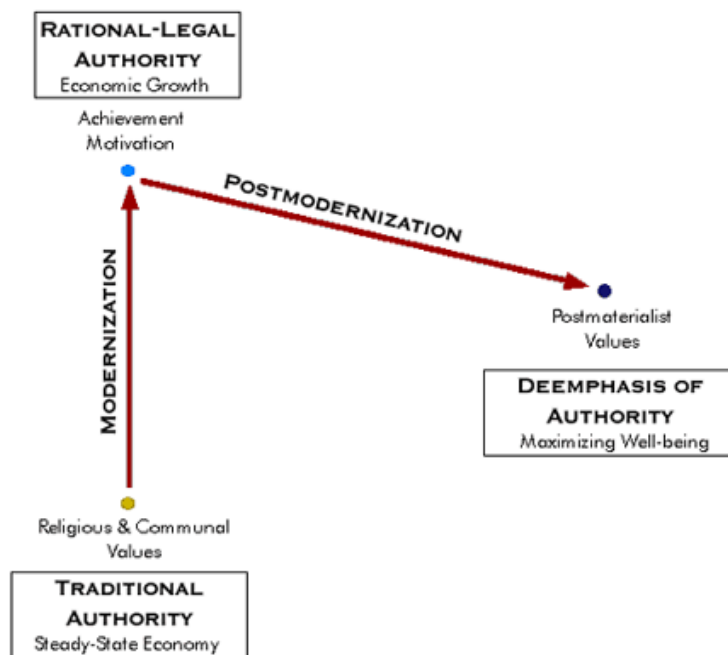 RATIONAL-LEGAL
AUTHORITY
Economic Growth
Achievement
Motivation
POSTMODERNIZATION
MODERNIZATION
Postmaterialist
Values
DEEMPHASIS OF
AUTHORITY
Maximizing Well-being
Religious & Communal
Values
TRADITIONAL
AUTHORITY
Steady-State Economy